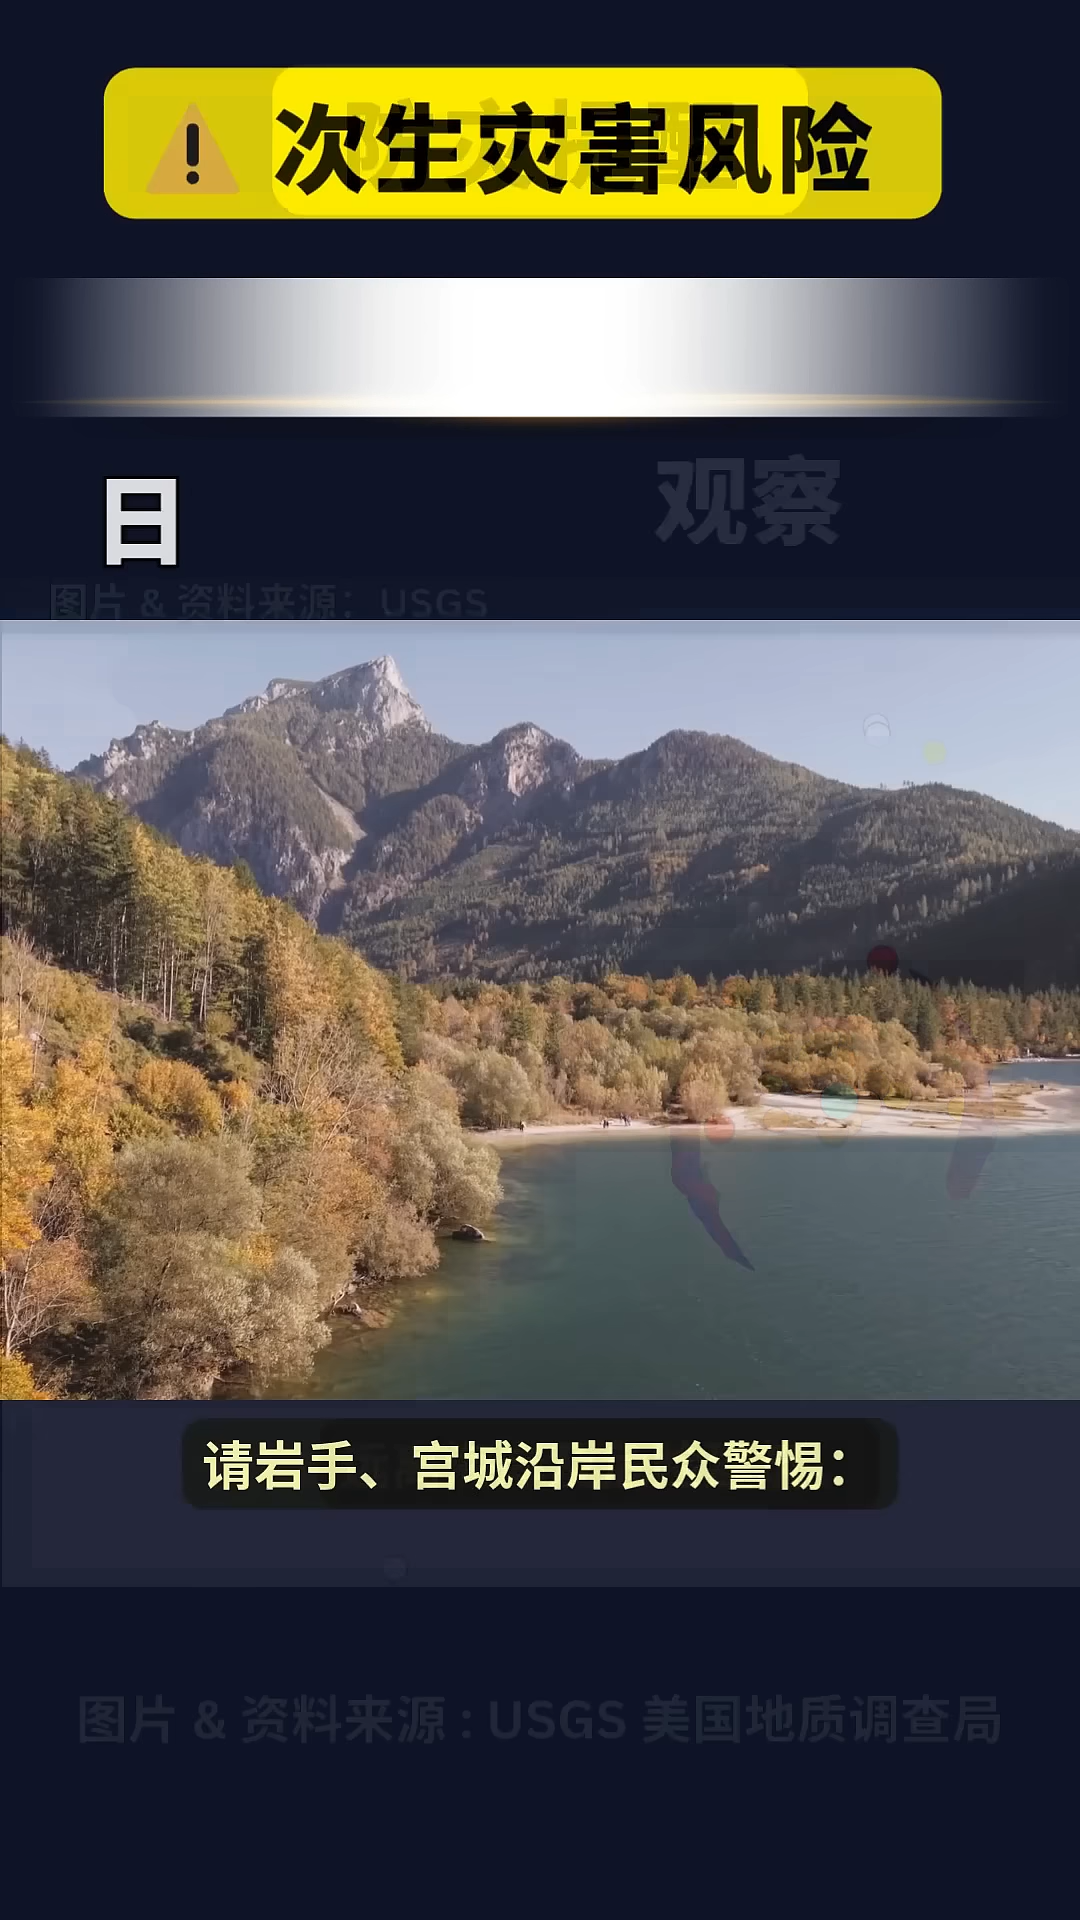 次生灾害风险
观察
日
图片 & 资料来源：USGS
请岩手、宫城沿岸民众警惕：
图片 & 资料来源 : USGS 美国地质调查局